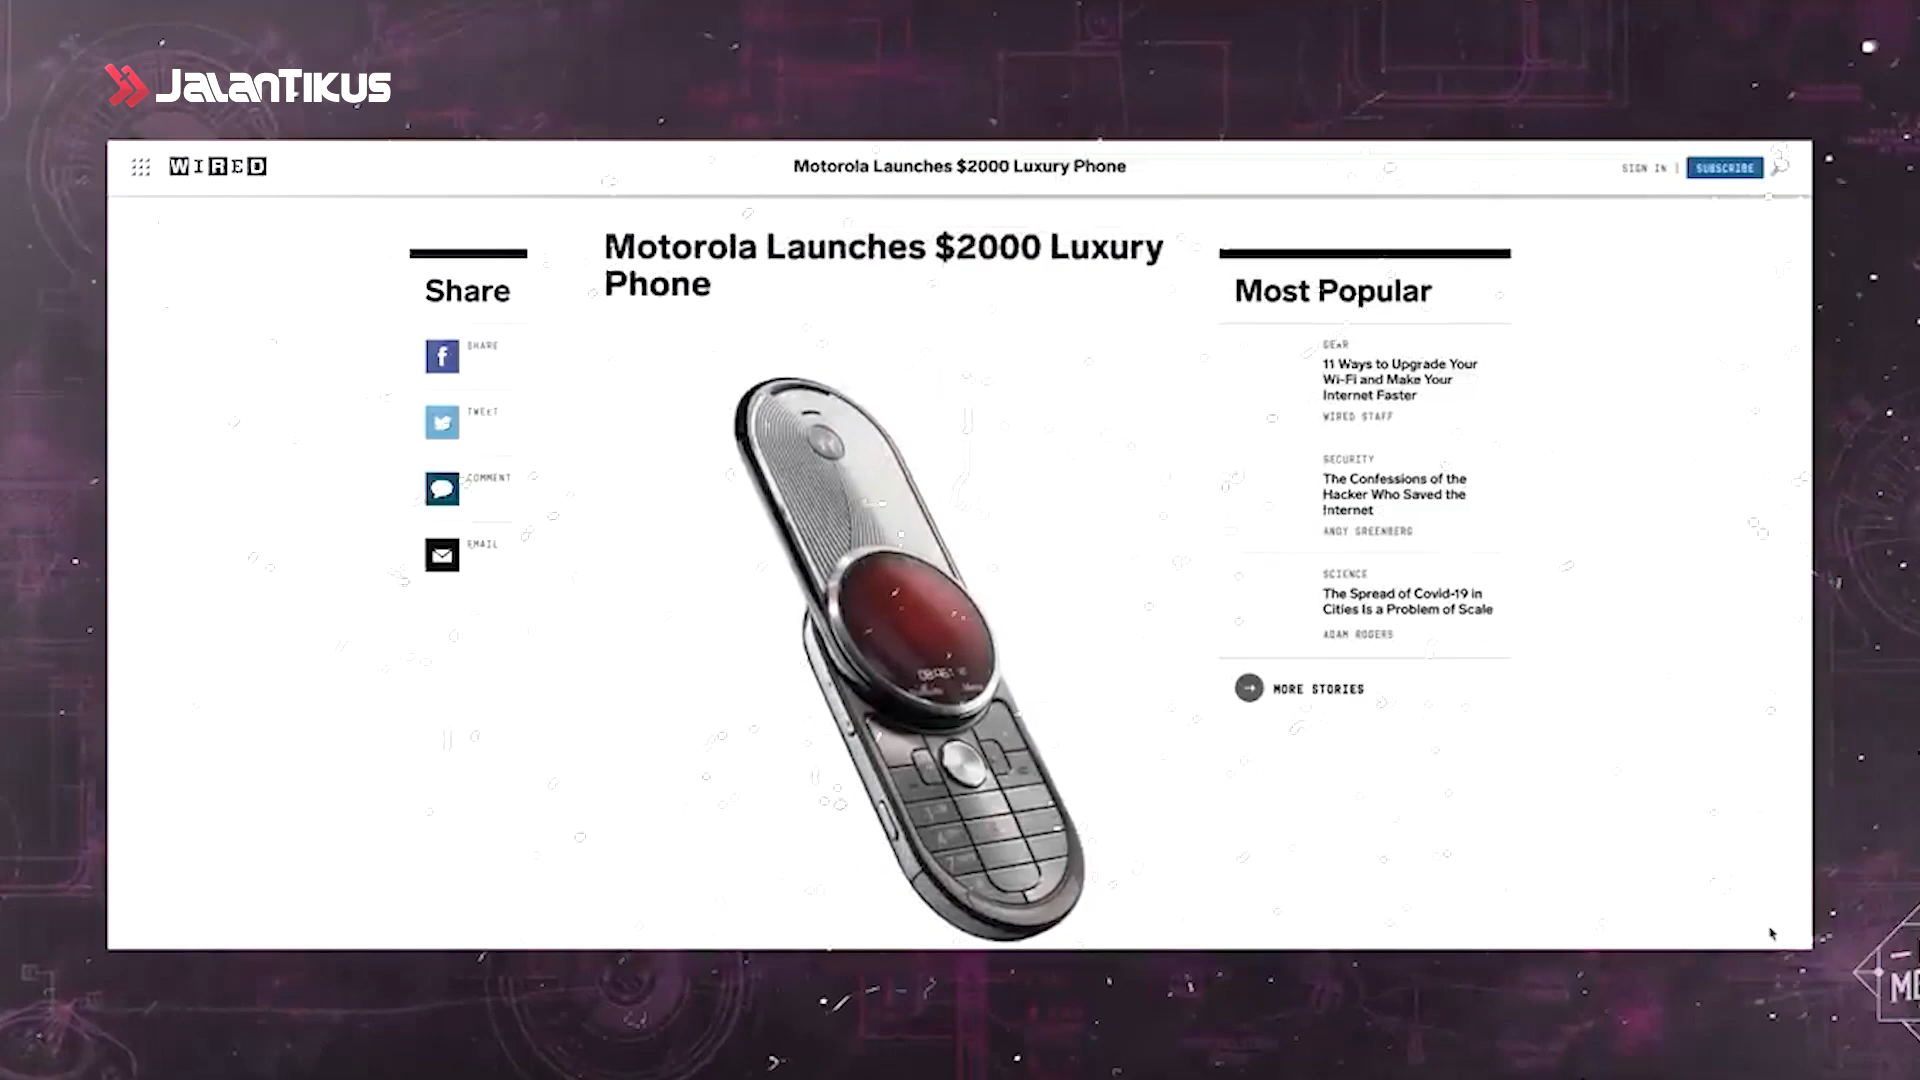 JALANTIKUS
WIRED
Motorola Launches $2000 Luxury Phone
SIGN IN |
SUBSCRIBE
Motorola Launches $2000 Luxury
Phone
Share
SHARE
TWEET
COMMENT
EMAIL
Most Popular
GEAR
11 Ways to Upgrade Your
Wi-Fi and Make Your
Internet Faster
WIRED STAFF
SECURITY
The Confessions of the
Hacker Who Saved the
Internet
ANDY GREENBERG
SCIENCE
The Spread of Covid-19 in
Cities Is a Problem of Scale
ADAM ROGERS
MORE STORIES